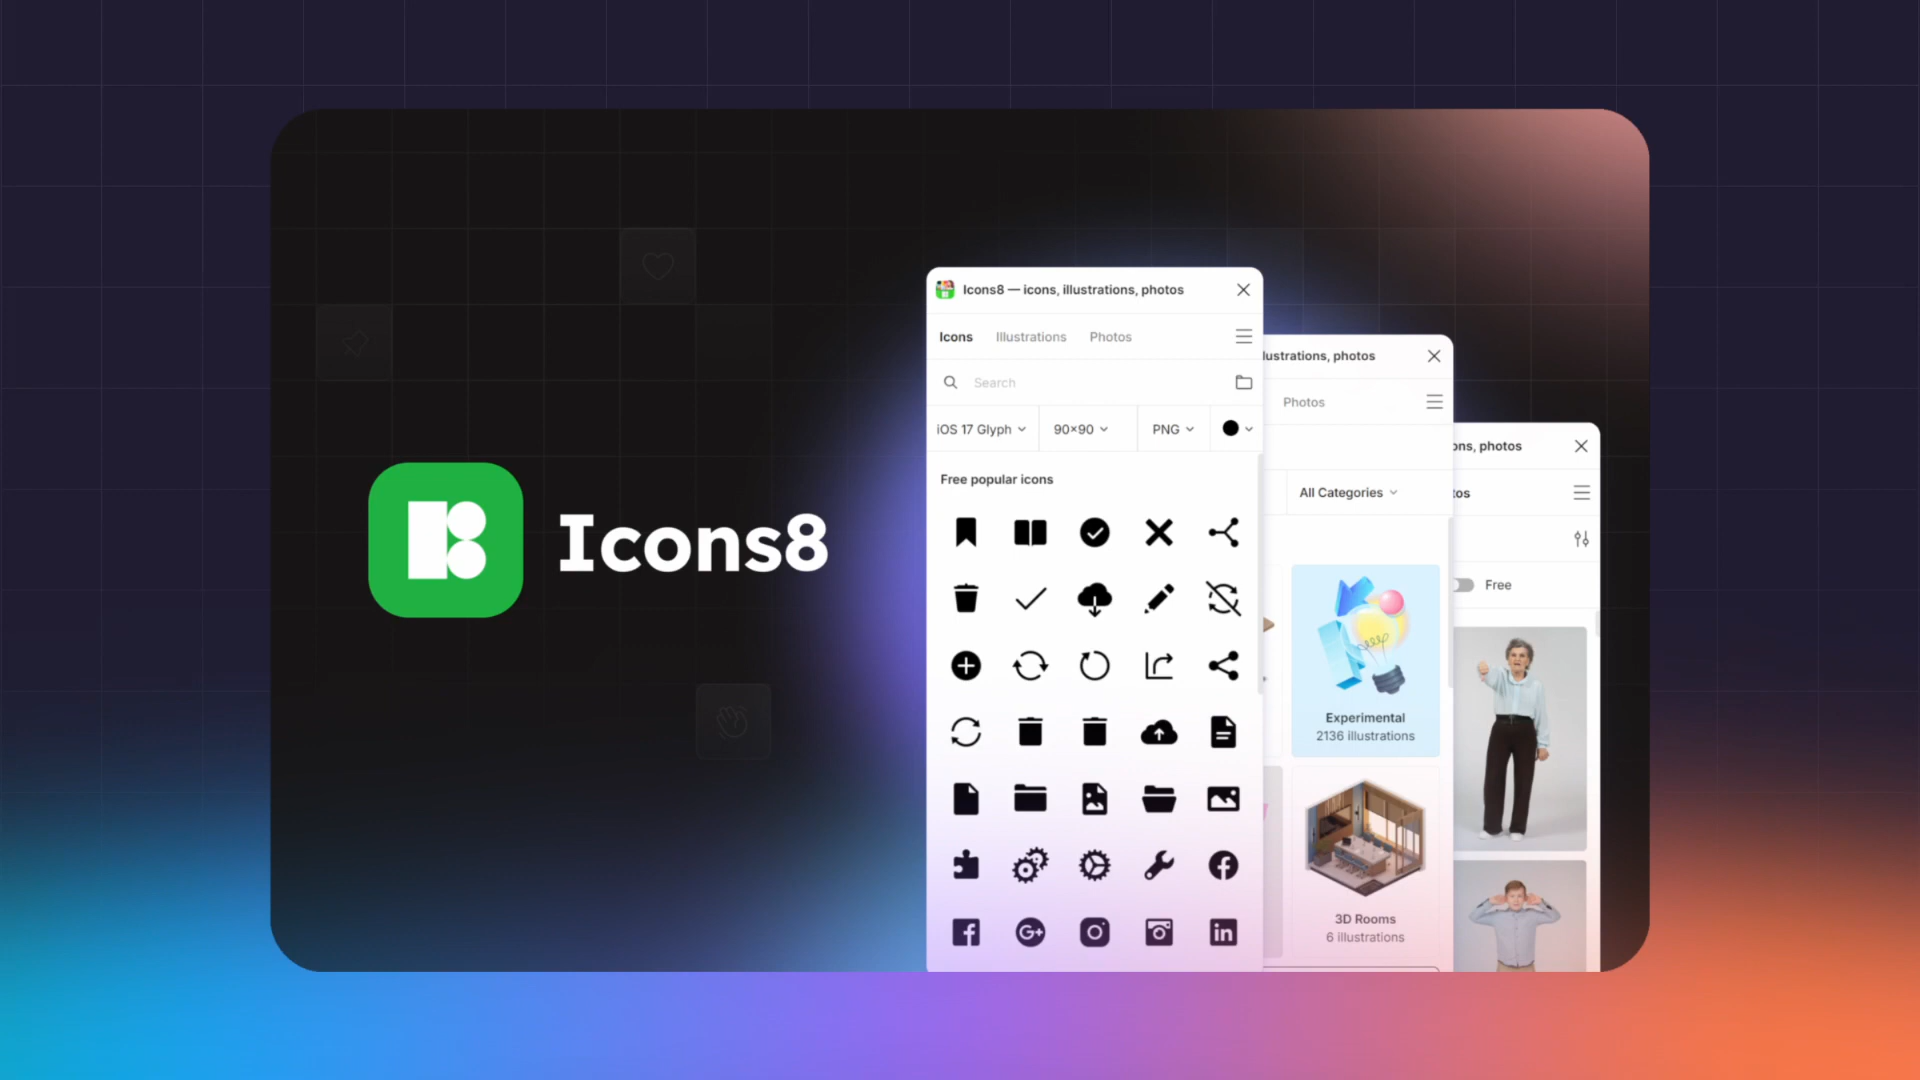 Icons8
Icons8 — icons, illustrations, photos
Icons Illustrations Photos
Search
iOS 17 Glyph 90×90 PNG
Free popular icons
G+
in
lustrations, photos
Photos
All Categories
Experimental
2136 illustrations
3D Rooms
6 illustrations
ons, photos
tos
Free